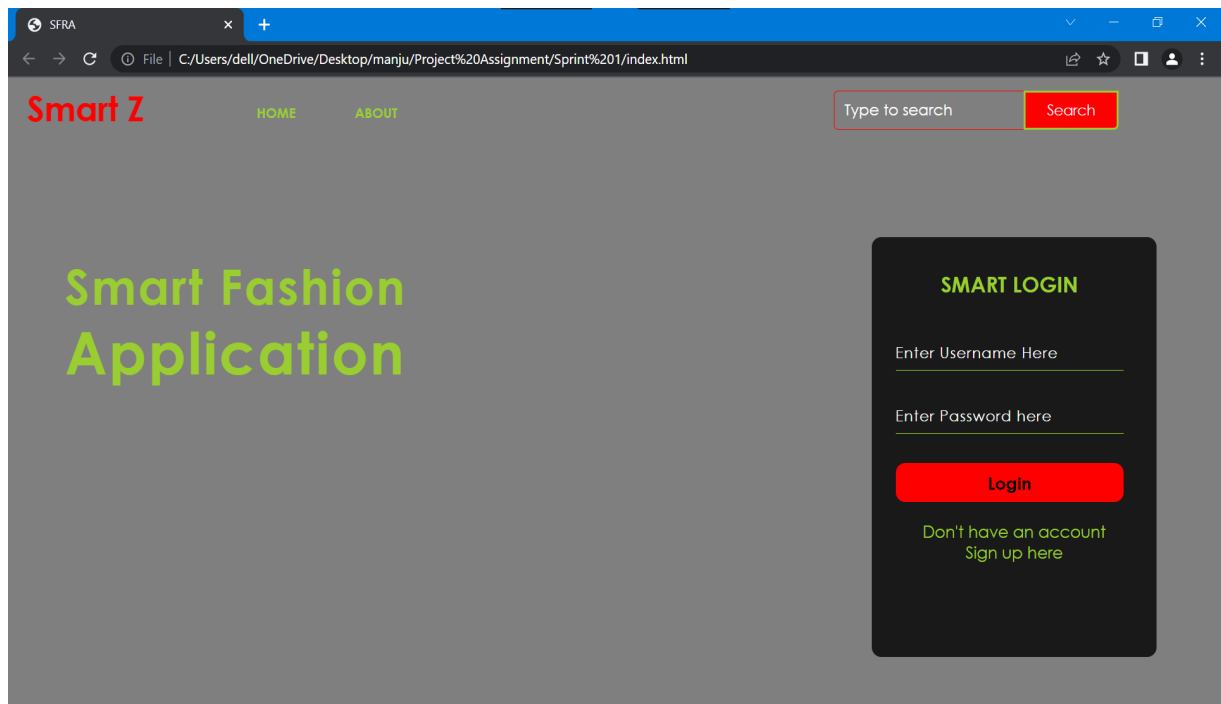 SFRA
File C:/Users/dell/OneDrive/Desktop/manju/Project%20Assignment/Sprint%201/index.html
Smart Z HOME ABOUT Type to search Search
Smart Fashion
Application
SMART LOGIN
Enter Username Here
Enter Password here
Login
Don't have an account
Sign up here